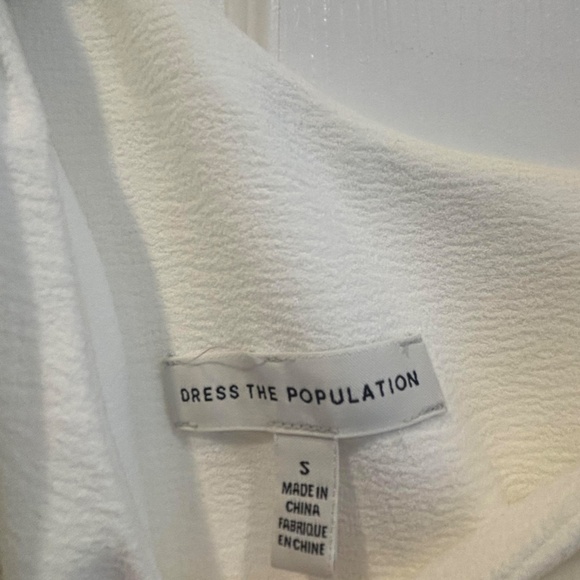 DRESS THE POPULATION
S
MADE IN
CHINA
FABRIQUE
EN CHINE